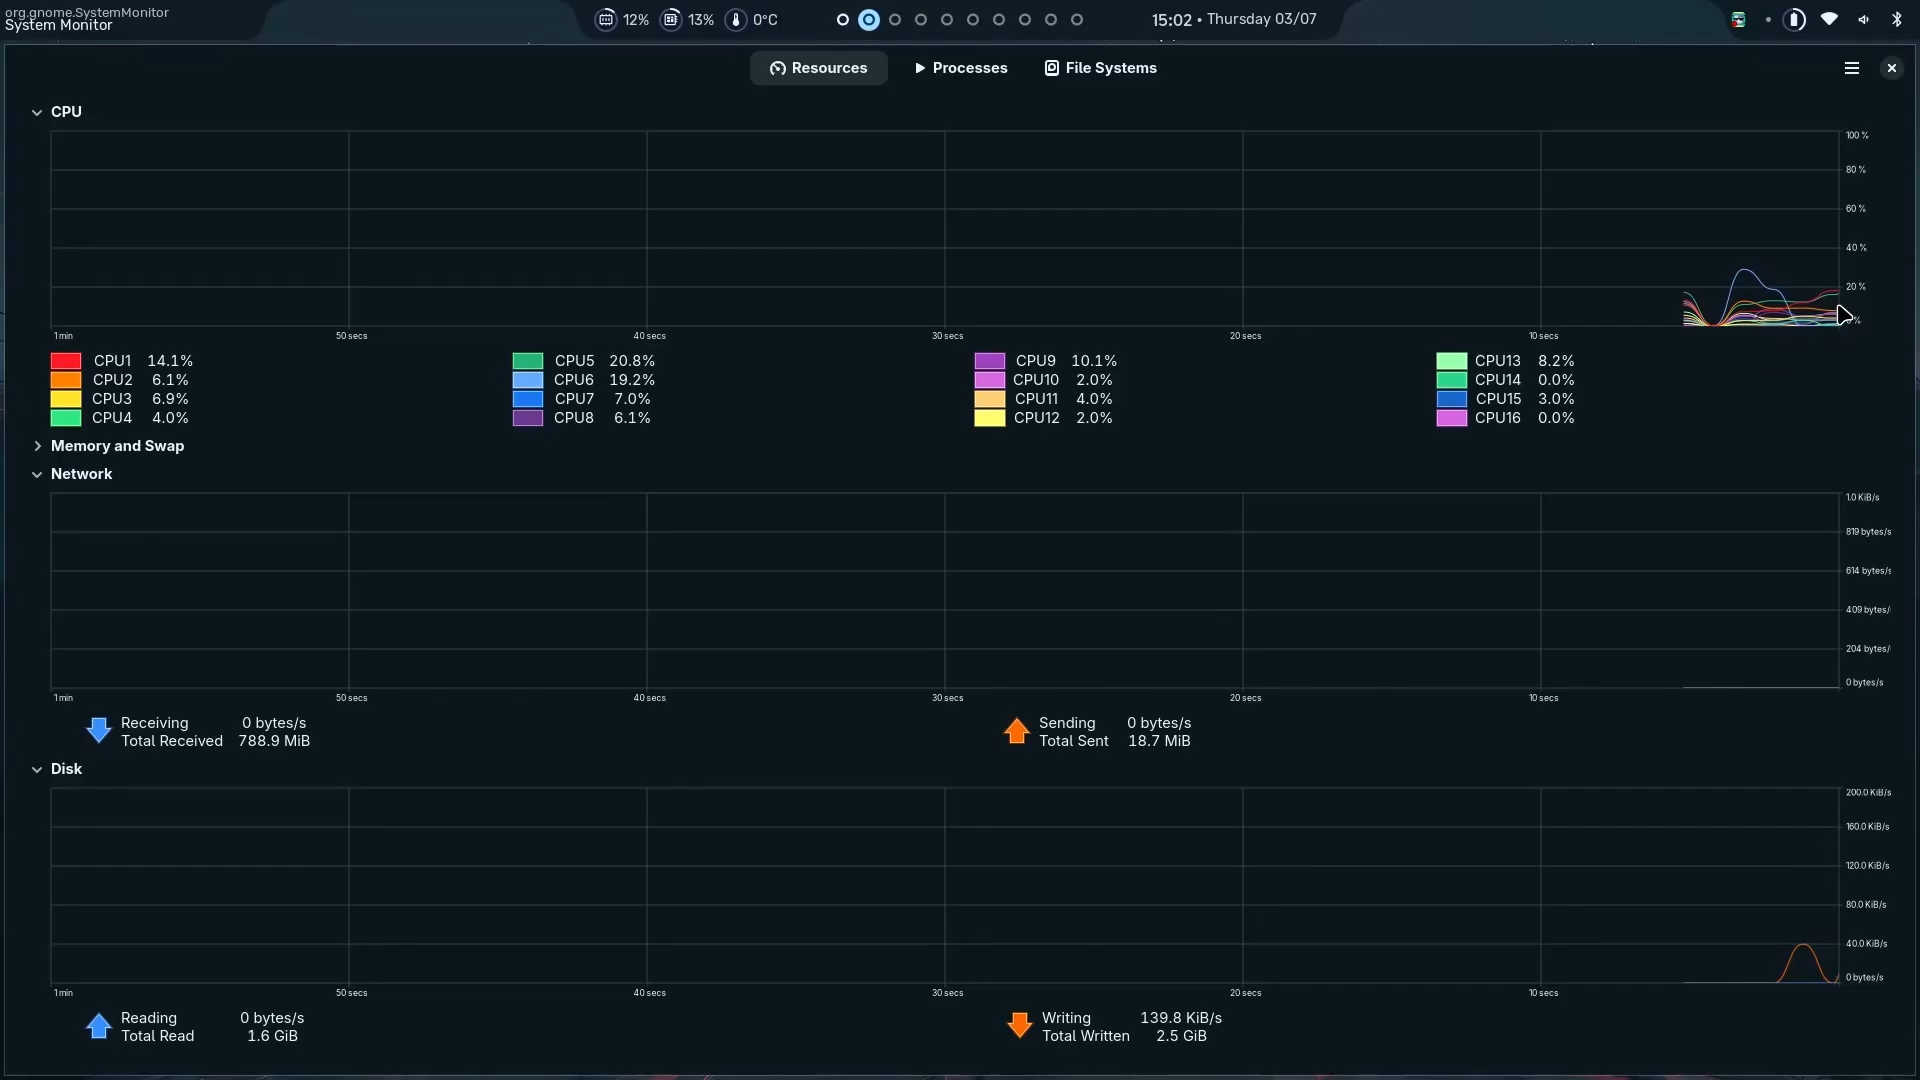 org.gnome.SystemMonitor
System Monitor
12% 13% 0°C
15:02 • Thursday 03/07
Resources Processes File Systems
CPU
100 %
80 %
60 %
40 %
20 %
1 min 50 secs 40 secs 30 secs 20 secs 10 secs
CPU1 14.1% CPU5 20.8% CPU9 10.1% CPU13 8.2%
CPU2 6.1% CPU6 19.2% CPU10 2.0% CPU14 0.0%
CPU3 6.9% CPU7 7.0% CPU11 4.0% CPU15 3.0%
CPU4 4.0% CPU8 6.1% CPU12 2.0% CPU16 0.0%
Memory and Swap
Network
1.0 KiB/s
819 bytes/s
614 bytes/s
409 bytes/
204 bytes/
0 bytes/s
1 min 50 secs 40 secs 30 secs 20 secs 10 secs
Receiving 0 bytes/s Sending 0 bytes/s
Total Received 788.9 MiB Total Sent 18.7 MiB
Disk
200.0 KiB/s
160.0 KiB/s
120.0 KiB/s
80.0 KiB/s
40.0 KiB/s
0 bytes/s
1 min 50 secs 40 secs 30 secs 20 secs 10 secs
Reading 0 bytes/s Writing 139.8 KiB/s
Total Read 1.6 GiB Total Written 2.5 GiB